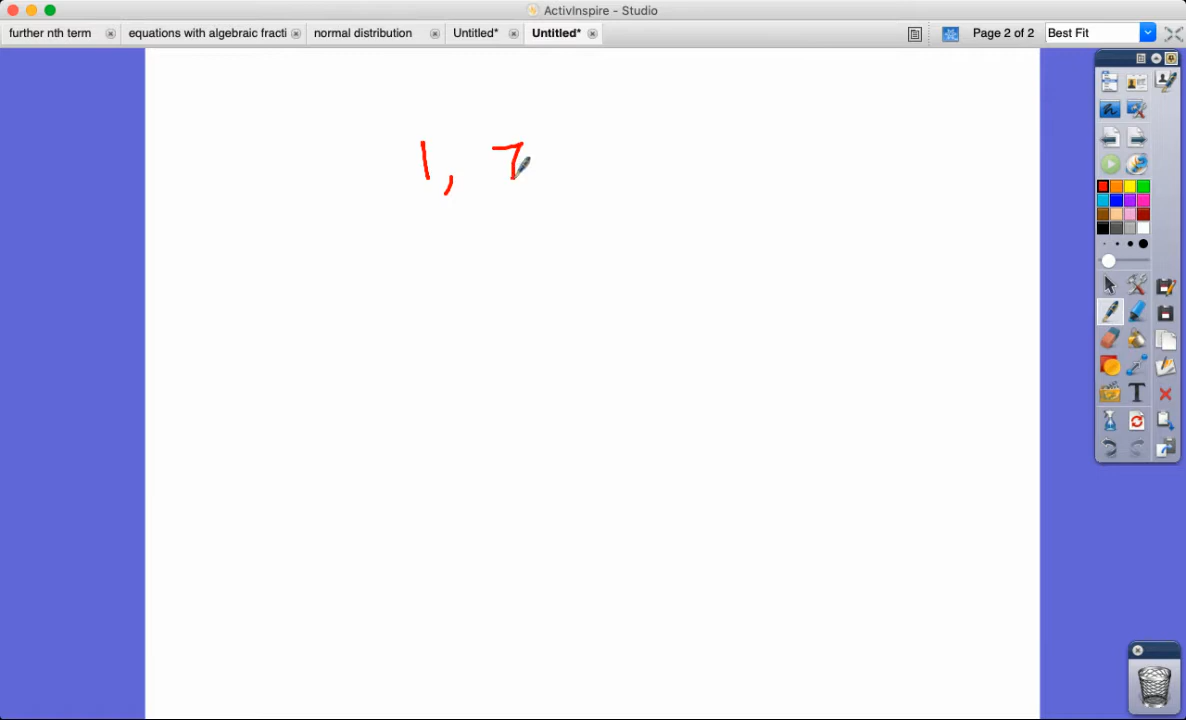 ActivInspire - Studio
further nth term equations with algebraic fracti normal distribution Untitled* Untitled* Page 2 of 2 Best Fit
1, 7
T